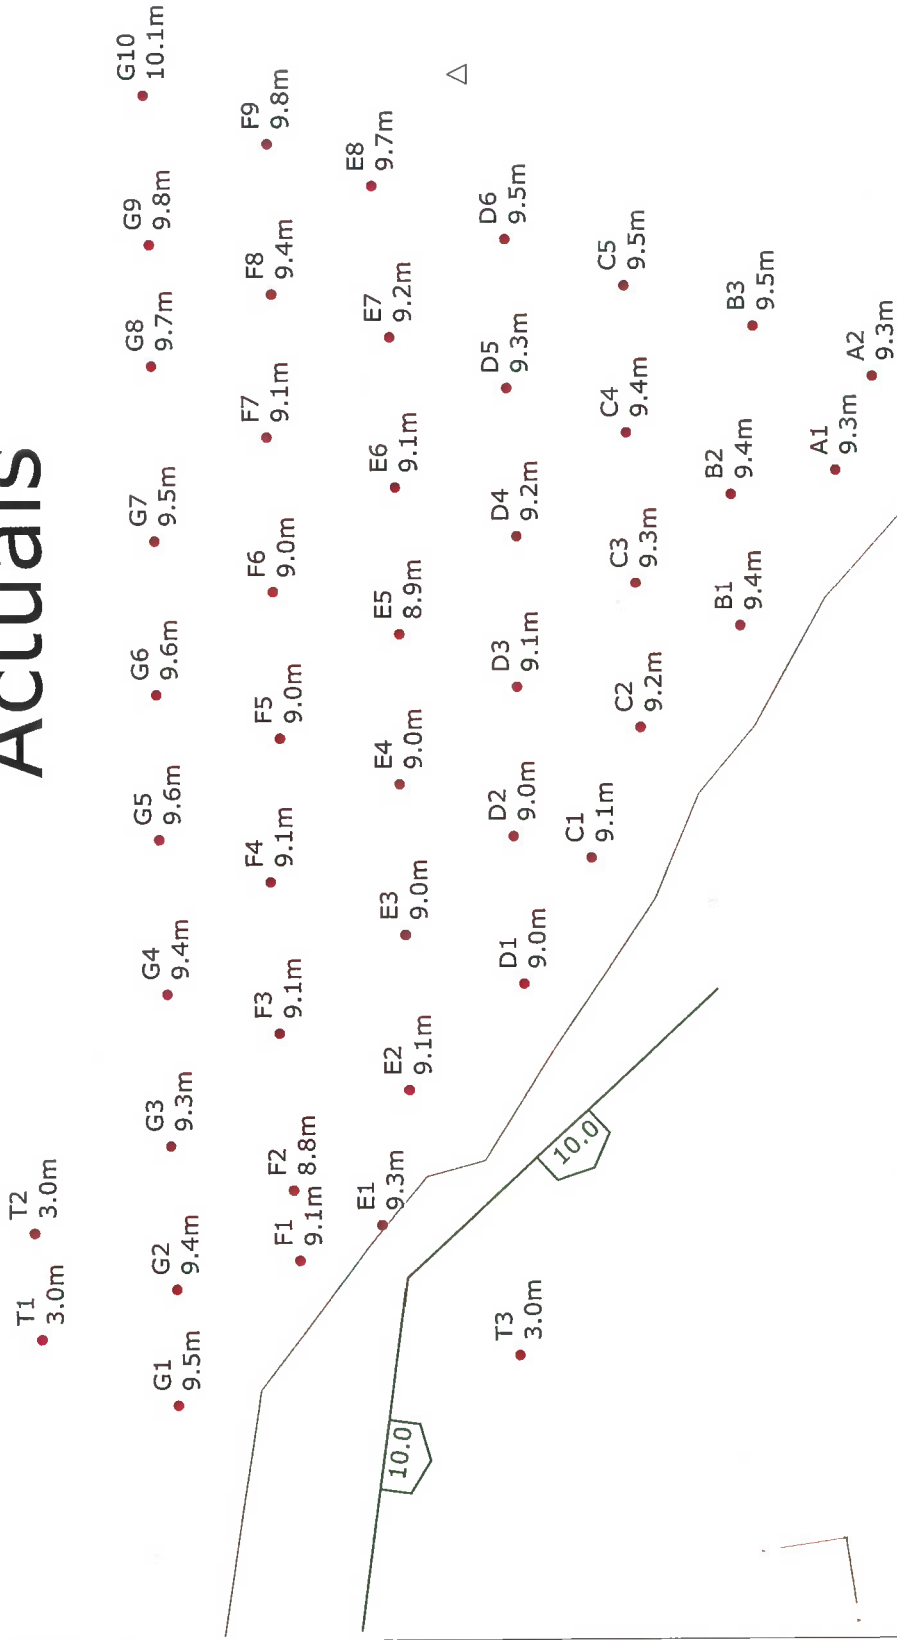 Actuals
T1
3.0m
T2
3.0m
G1
9.5m
G2
9.4m
G3
9.3m
G4
9.4m
G5
9.6m
G6
9.6m
G7
9.5m
G8
9.7m
G9
9.8m
G10
10.1m
F1
9.1m
F2
8.8m
F3
9.1m
F4
9.1m
F5
9.0m
F6
9.0m
F7
9.1m
F8
9.4m
F9
9.8m
E1
9.3m
E2
9.1m
E3
9.0m
E4
9.0m
E5
8.9m
E6
9.1m
E7
9.2m
E8
9.7m
10.0
T3
3.0m
10.0
D1
9.0m
D2
9.0m
D3
9.1m
D4
9.2m
D5
9.3m
D6
9.5m
C1
9.1m
C2
9.2m
C3
9.3m
C4
9.4m
C5
9.5m
B1
9.4m
B2
9.4m
B3
9.5m
A1
9.3m
A2
9.3m